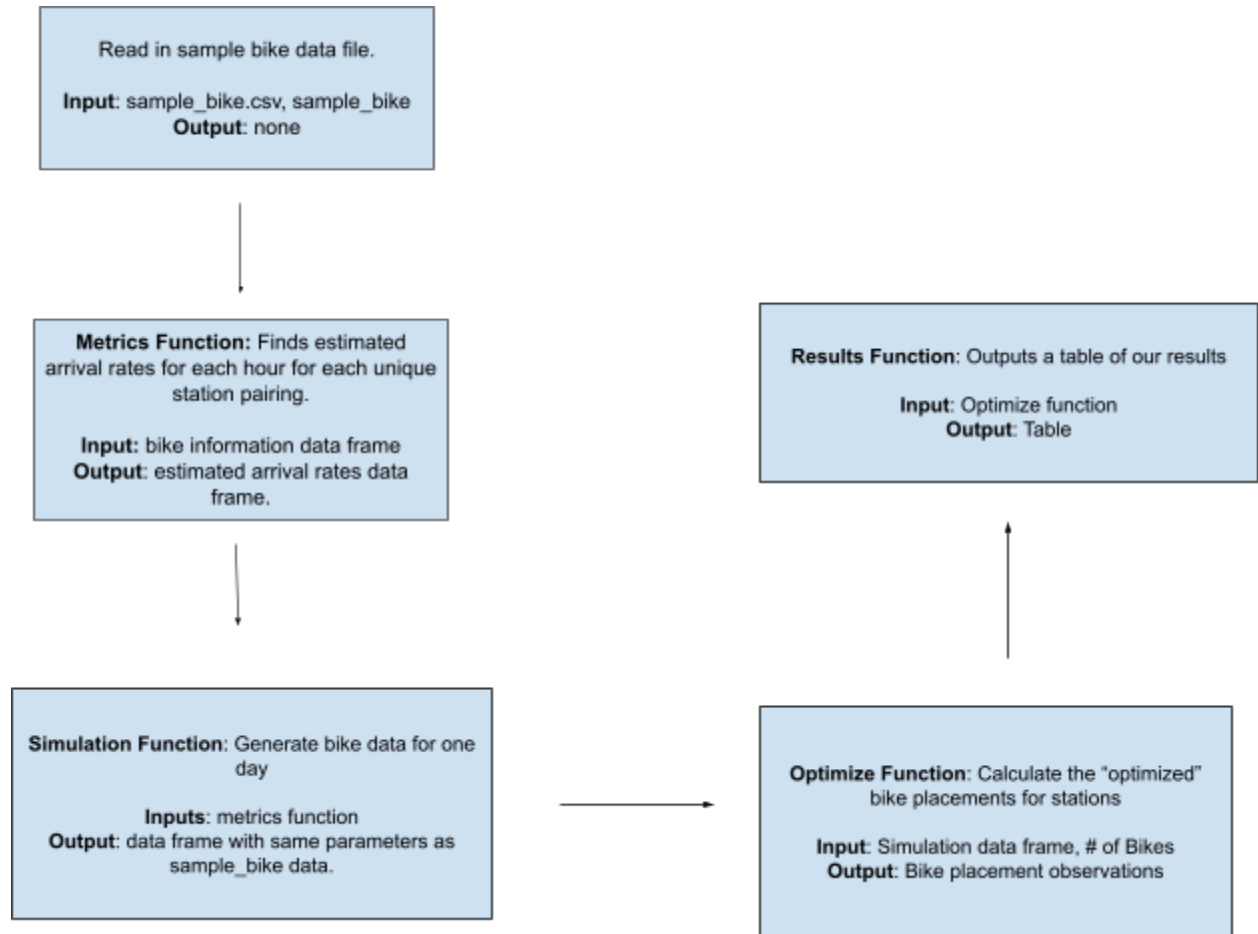 Read in sample bike data file.
Input: sample_bike.csv, sample_bike
Output: none
Metrics Function: Finds estimated
arrival rates for each hour for each unique
station pairing.
Input: bike information data frame
Output: estimated arrival rates data
frame.
Simulation Function: Generate bike data for one
day
Inputs: metrics function
Output: data frame with same parameters as
sample_bike data.
Optimize Function: Calculate the “optimized”
bike placements for stations
Input: Simulation data frame, # of Bikes
Output: Bike placement observations
Results Function: Outputs a table of our results
Input: Optimize function
Output: Table